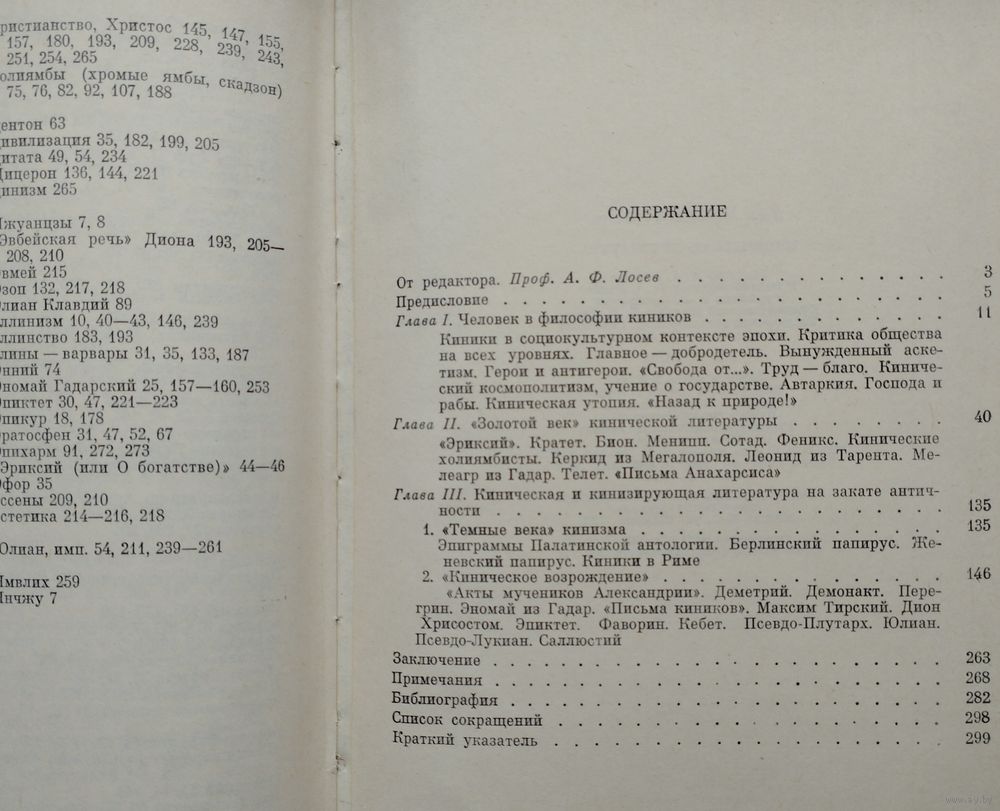 ристианство, Христос 145, 147, 155,
157, 180, 193, 209, 228, 239, 243,
251, 254, 265
олиямбы (хромые ямбы, скадзон)
75, 76, 82, 92, 107, 188
ентон 63
ивилизация 35, 182, 199, 205
итата 49, 54, 234
ицерон 136, 144, 221
инизм 265
жуанцзы 7, 8
Эвбейская речь» Диона 193, 205—
208, 210
вмей 215
зоп 132, 217, 218
лиан Клавдий 89
ллинизм 10, 40—43, 146, 239
ллинство 183, 193
лины — варвары 31, 35, 133, 187
нний 74
номай Гадарский 25, 157—160, 253
пиктет 30, 47, 221—223
пикур 18, 178
ратосфен 31, 47, 52, 67
пихарм 91, 272, 273
Эриксий (или О богатстве)» 44—46
фор 35
ссены 209, 210
стетика 214—216, 218
Юлиан, имп. 54, 211, 239—261
Ямвлих 259
Янчжу 7
СОДЕРЖАНИЕ
От редактора. Проф. А. Ф. Лосев . . . . . . . . . . . . 3
Предисловие . . . . . . . . . . . . . . . . . . . . 5
Глава I. Человек в философии киников . . . . . . . . . . . 11
Киники в социокультурном контексте эпохи. Критика общества
на всех уровнях. Главное — добродетель. Вынужденный аске-
тизм. Герои и антигерои. «Свобода от...». Труд — благо. Кинич-
ческий космополитизм, учение о государстве. Автаркия. Господа и
рабы. Киническая утопия. «Назад к природе!»
Глава II. «Золотой век» кинической литературы . . . . . . . . 40
«Эриксий». Кратет. Бион. Менипп. Сотад. Феникс. Кинические
холиямбисты. Керкид из Мегалополя. Леонид из Тарента. Ме-
леагр из Гадар. Телет. «Письма Анахарсиса»
Глава III. Киническая и кинизирующая литература на закате антич-
ности . . . . . . . . . . . . . . . . . . . . 135
1. «Темные века» кинизма . . . . . . . . . . . . . . 135
Эпиграммы Палатинской антологии. Берлинский папирус. Же-
невский папирус. Киники в Риме
2. «Киническое возрождение» . . . . . . . . . . . . . 146
«Акты мучеников Александрии». Деметрий. Демонакт. Пере-
грин. Эномай из Гадар. «Письма киников». Максим Тирский. Дион
Хрисостом. Эпиктет. Фаворин. Кебет. Псевдо-Плутарх. Юлиан.
Псевдо-Лукиан. Саллюстий
Заключение . . . . . . . . . . . . . . . . . . . . 263
Примечания . . . . . . . . . . . . . . . . . . . . 268
Библиография . . . . . . . . . . . . . . . . . . . 282
Список сокращений . . . . . . . . . . . . . . . . . 298
Краткий указатель . . . . . . . . . . . . . . . . . 299